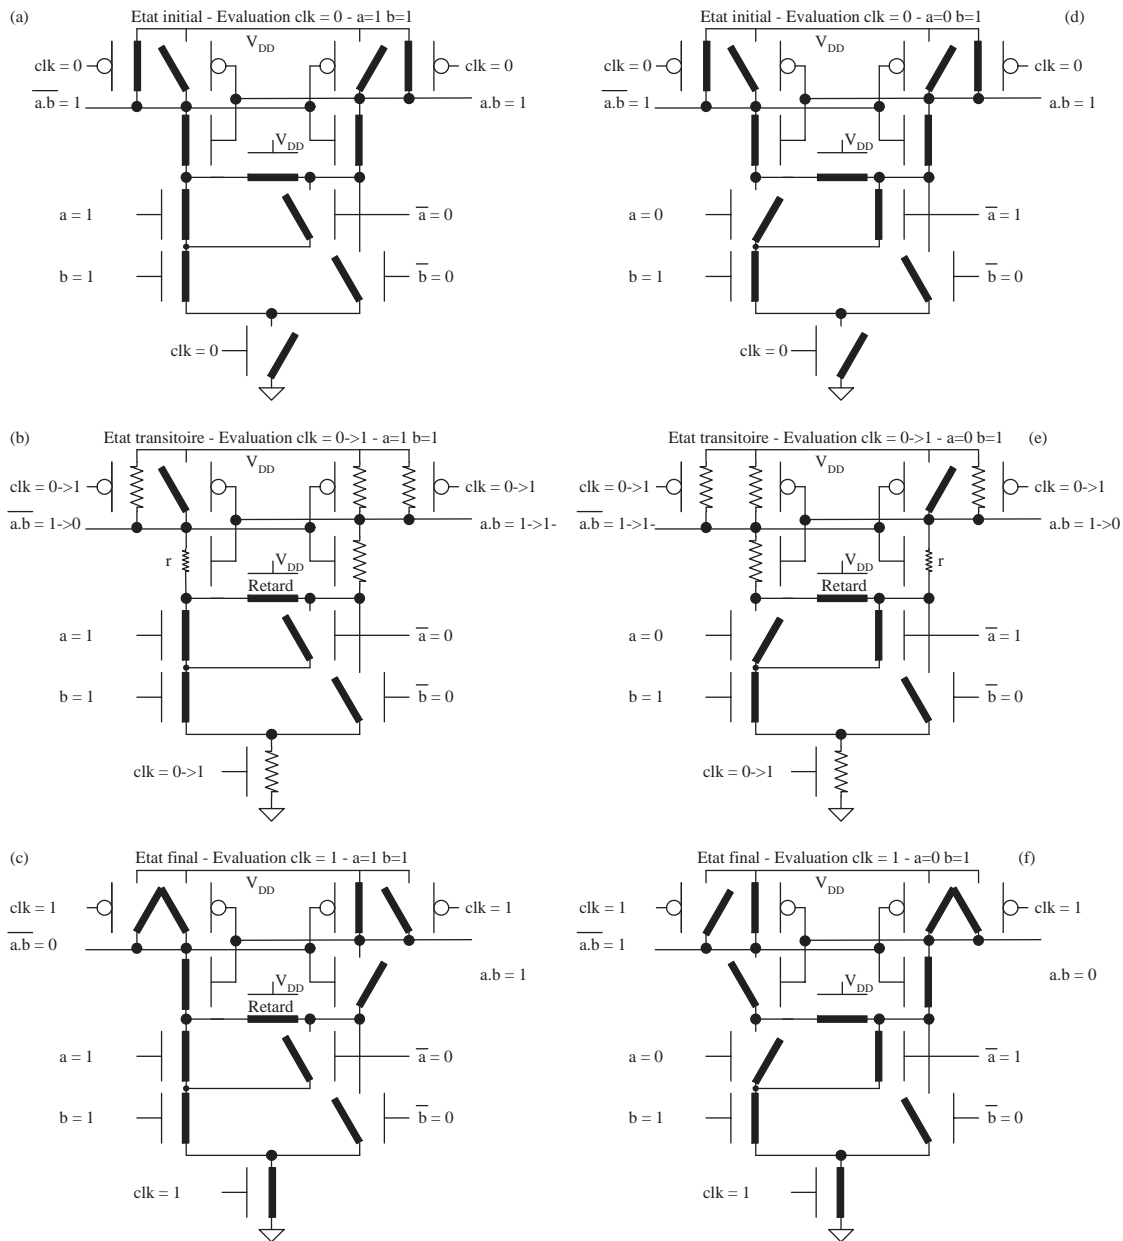 (a)
Etat initial - Evaluation clk = 0 - a=1 b=1
V_DD
clk = 0
clk = 0
a.b = 1
a.b = 1
V_DD
a = 1
a = 0
b = 1
b = 0
clk = 0
(d)
Etat initial - Evaluation clk = 0 - a=0 b=1
V_DD
clk = 0
clk = 0
a.b = 1
a.b = 1
V_DD
a = 0
a = 1
b = 1
b = 0
clk = 0
(b)
Etat transitoire - Evaluation clk = 0->1 - a=1 b=1
V_DD
clk = 0->1
clk = 0->1
a.b = 1->0
a.b = 1->1-
r
V_DD
Retard
a = 1
a = 0
b = 1
b = 0
clk = 0->1
(e)
Etat transitoire - Evaluation clk = 0->1 - a=0 b=1
V_DD
clk = 0->1
clk = 0->1
a.b = 1->1-
a.b = 1->0
V_DD
r
Retard
a = 0
a = 1
b = 1
b = 0
clk = 0->1
(c)
Etat final - Evaluation clk = 1 - a=1 b=1
V_DD
clk = 1
clk = 1
a.b = 0
a.b = 1
V_DD
Retard
a = 1
a = 0
b = 1
b = 0
clk = 1
(f)
Etat final - Evaluation clk = 1 - a=0 b=1
V_DD
clk = 1
clk = 1
a.b = 1
a.b = 0
V_DD
a = 0
a = 1
b = 1
b = 0
clk = 1